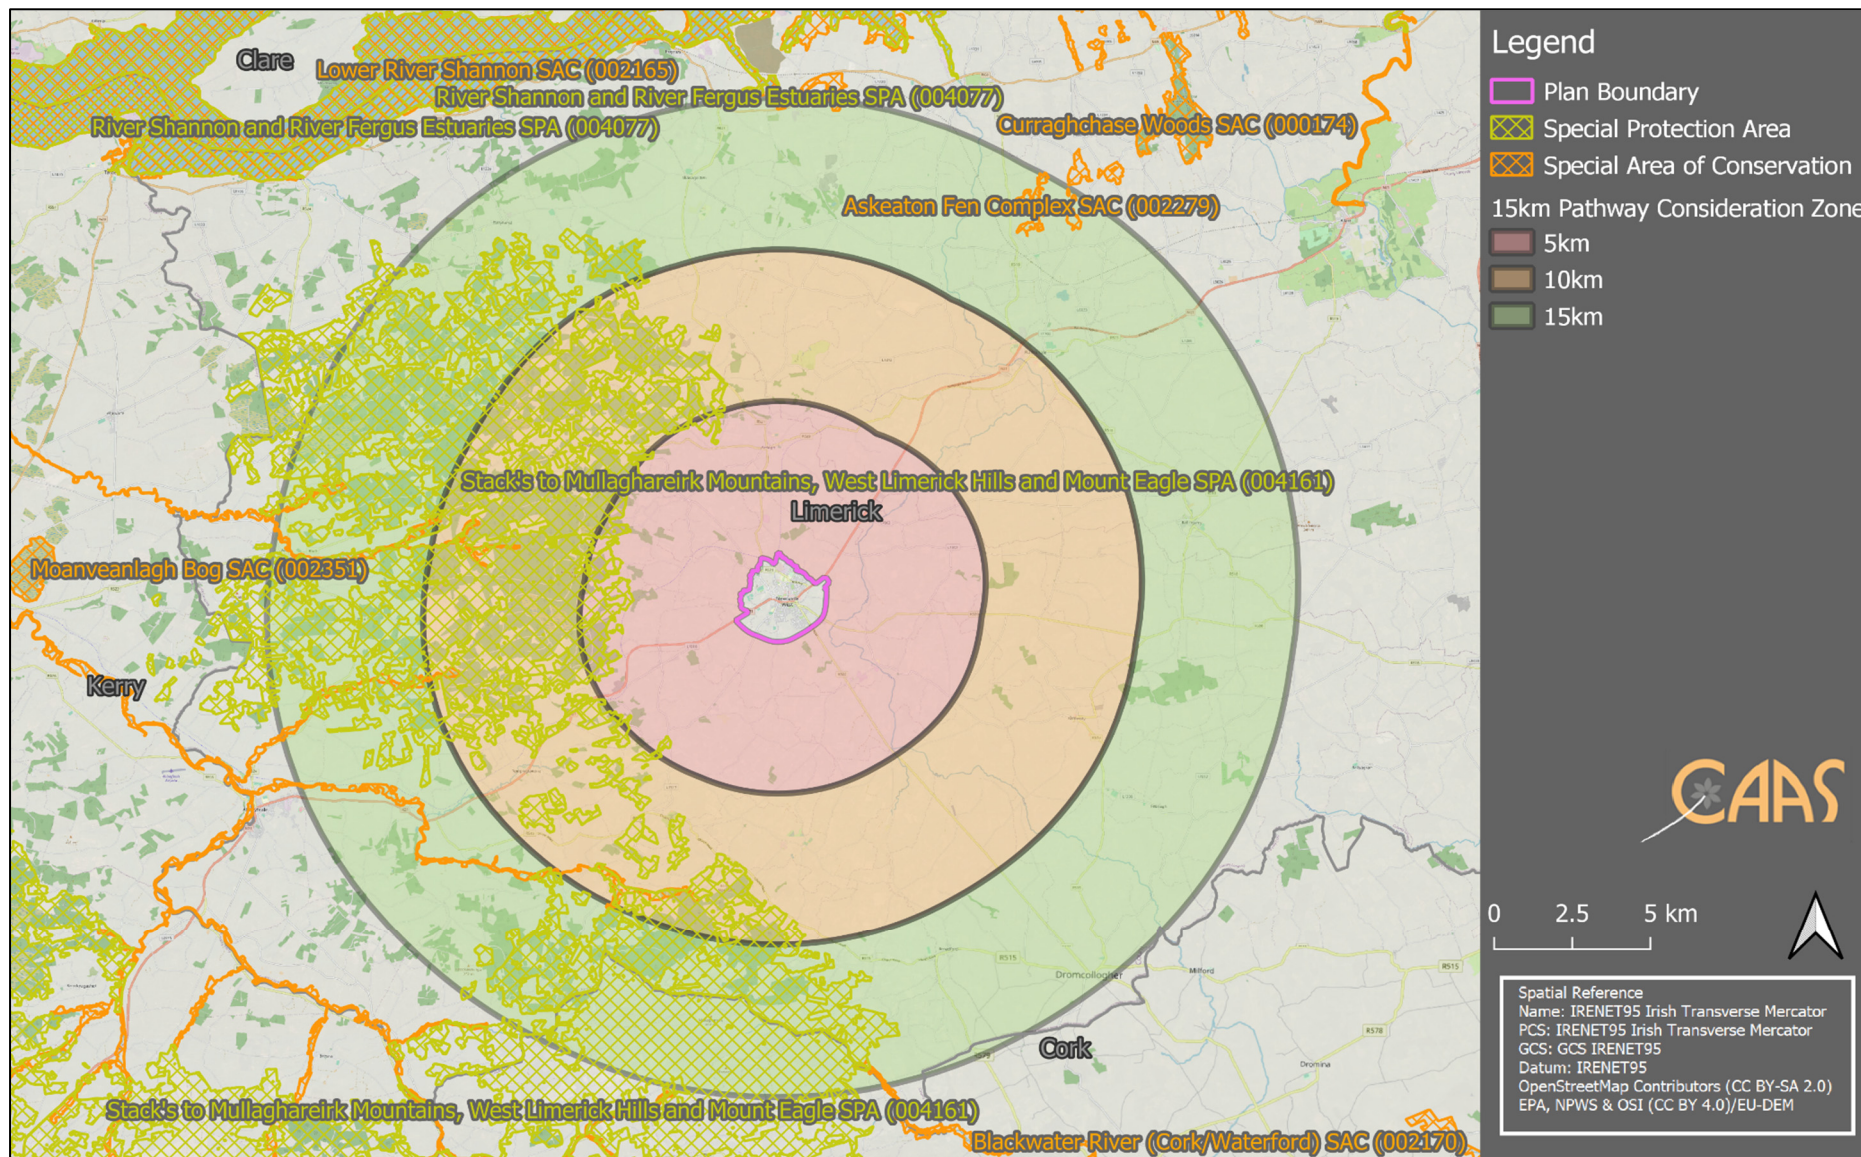 Clare
Lower River Shannon SAC (002165)
River Shannon and River Fergus Estuaries SPA (004077)
River Shannon and River Fergus Estuaries SPA (004077)
Curraghchase Woods SAC (000174)
Askeaton Fen Complex SAC (002279)
Stack's to Mullaghareirk Mountains, West Limerick Hills and Mount Eagle SPA (004161)
Limerick
Moanveanlagh Bog SAC (002351)
Kerry
R515
Dromcollogher
Milford
R515
R578
R579
Cork
Dromina
Stack's to Mullaghareirk Mountains, West Limerick Hills and Mount Eagle SPA (004161)
Blackwater River (Cork/Waterford) SAC (002170)
Legend
Plan Boundary
Special Protection Area
Special Area of Conservation
15km Pathway Consideration Zone
5km
10km
15km
CAAS
0 2.5 5 km
Spatial Reference
Name: IRENET95 Irish Transverse Mercator
PCS: IRENET95 Irish Transverse Mercator
GCS: GCS IRENET95
Datum: IRENET95
OpenStreetMap Contributors (CC BY-SA 2.0)
EPA, NPWS & OSI (CC BY 4.0)/EU-DEM